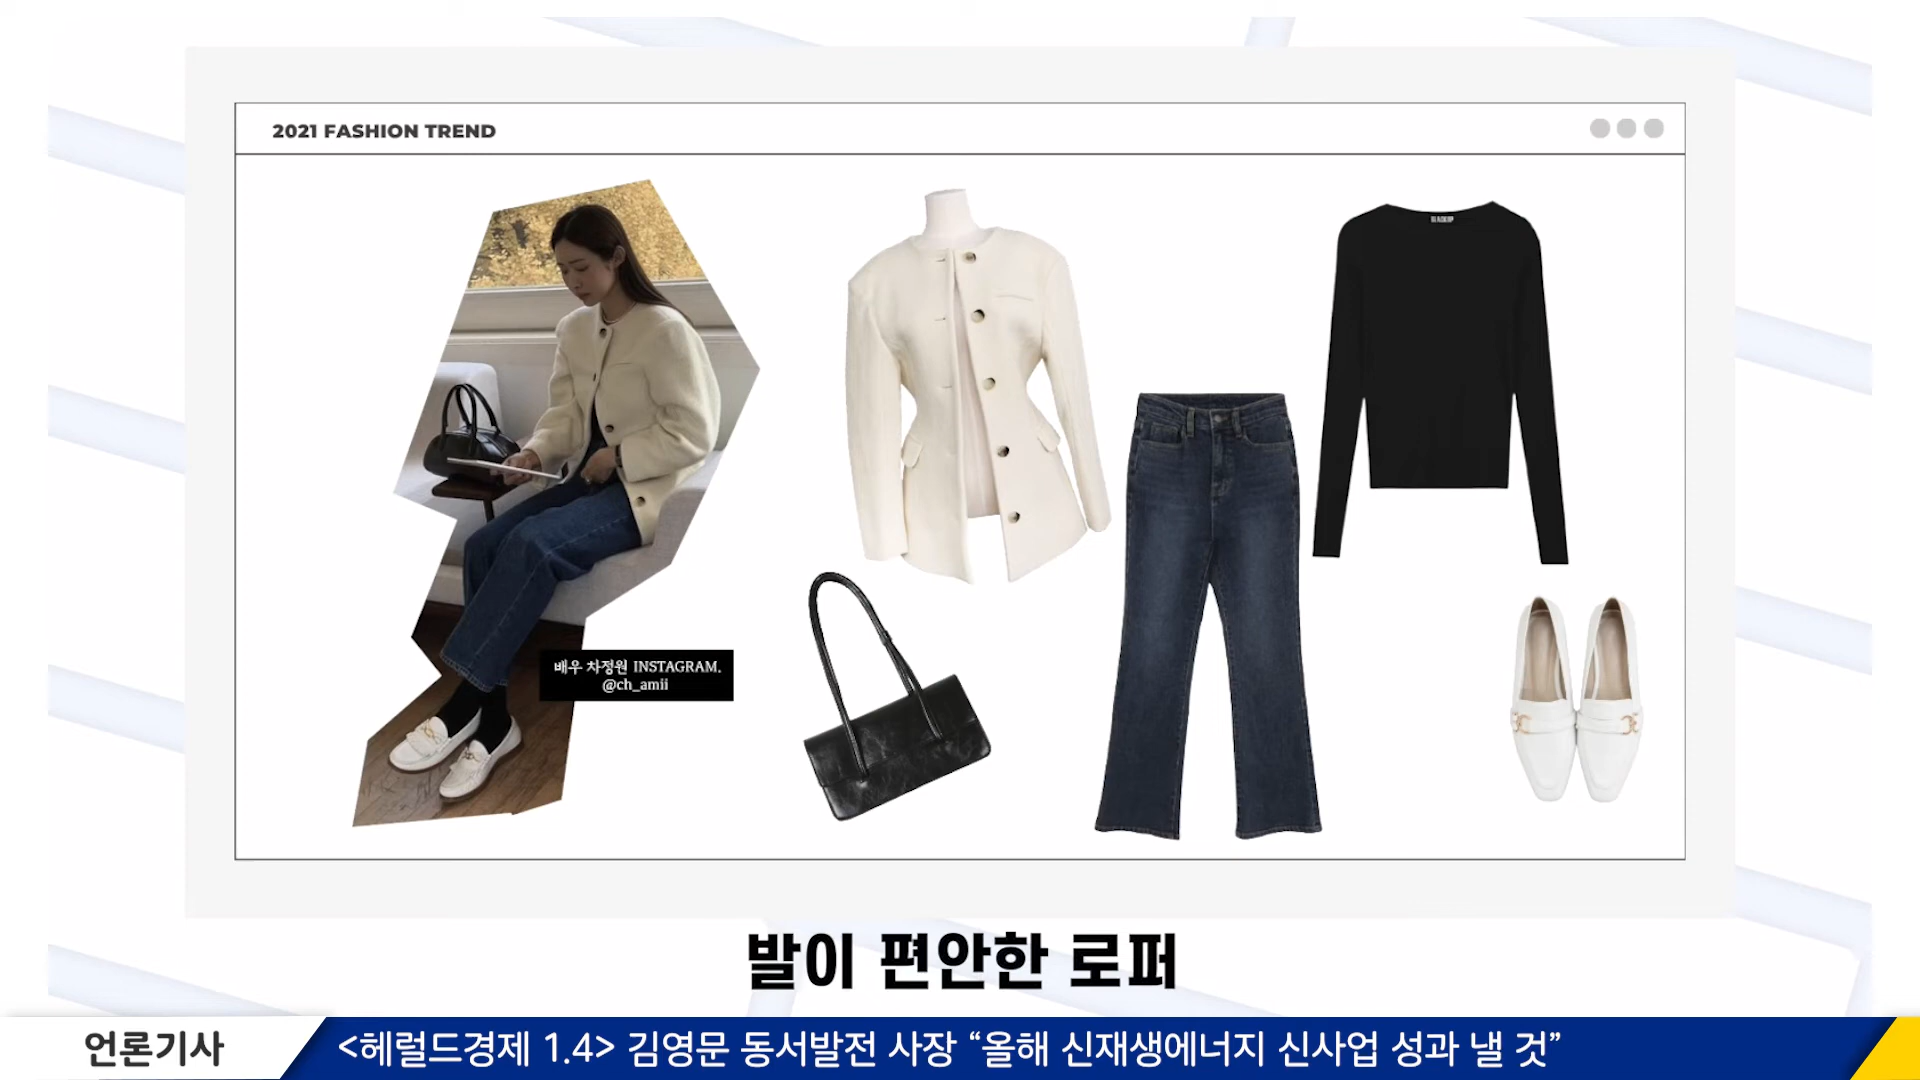 2021 FASHION TREND
배우 차정원 INSTAGRAM.
@ch_amii
발이 편안한 로퍼
언론기사
<헤럴드경제 1.4> 김영문 동서발전 사장 “올해 신재생에너지 신사업 성과 낼 것”